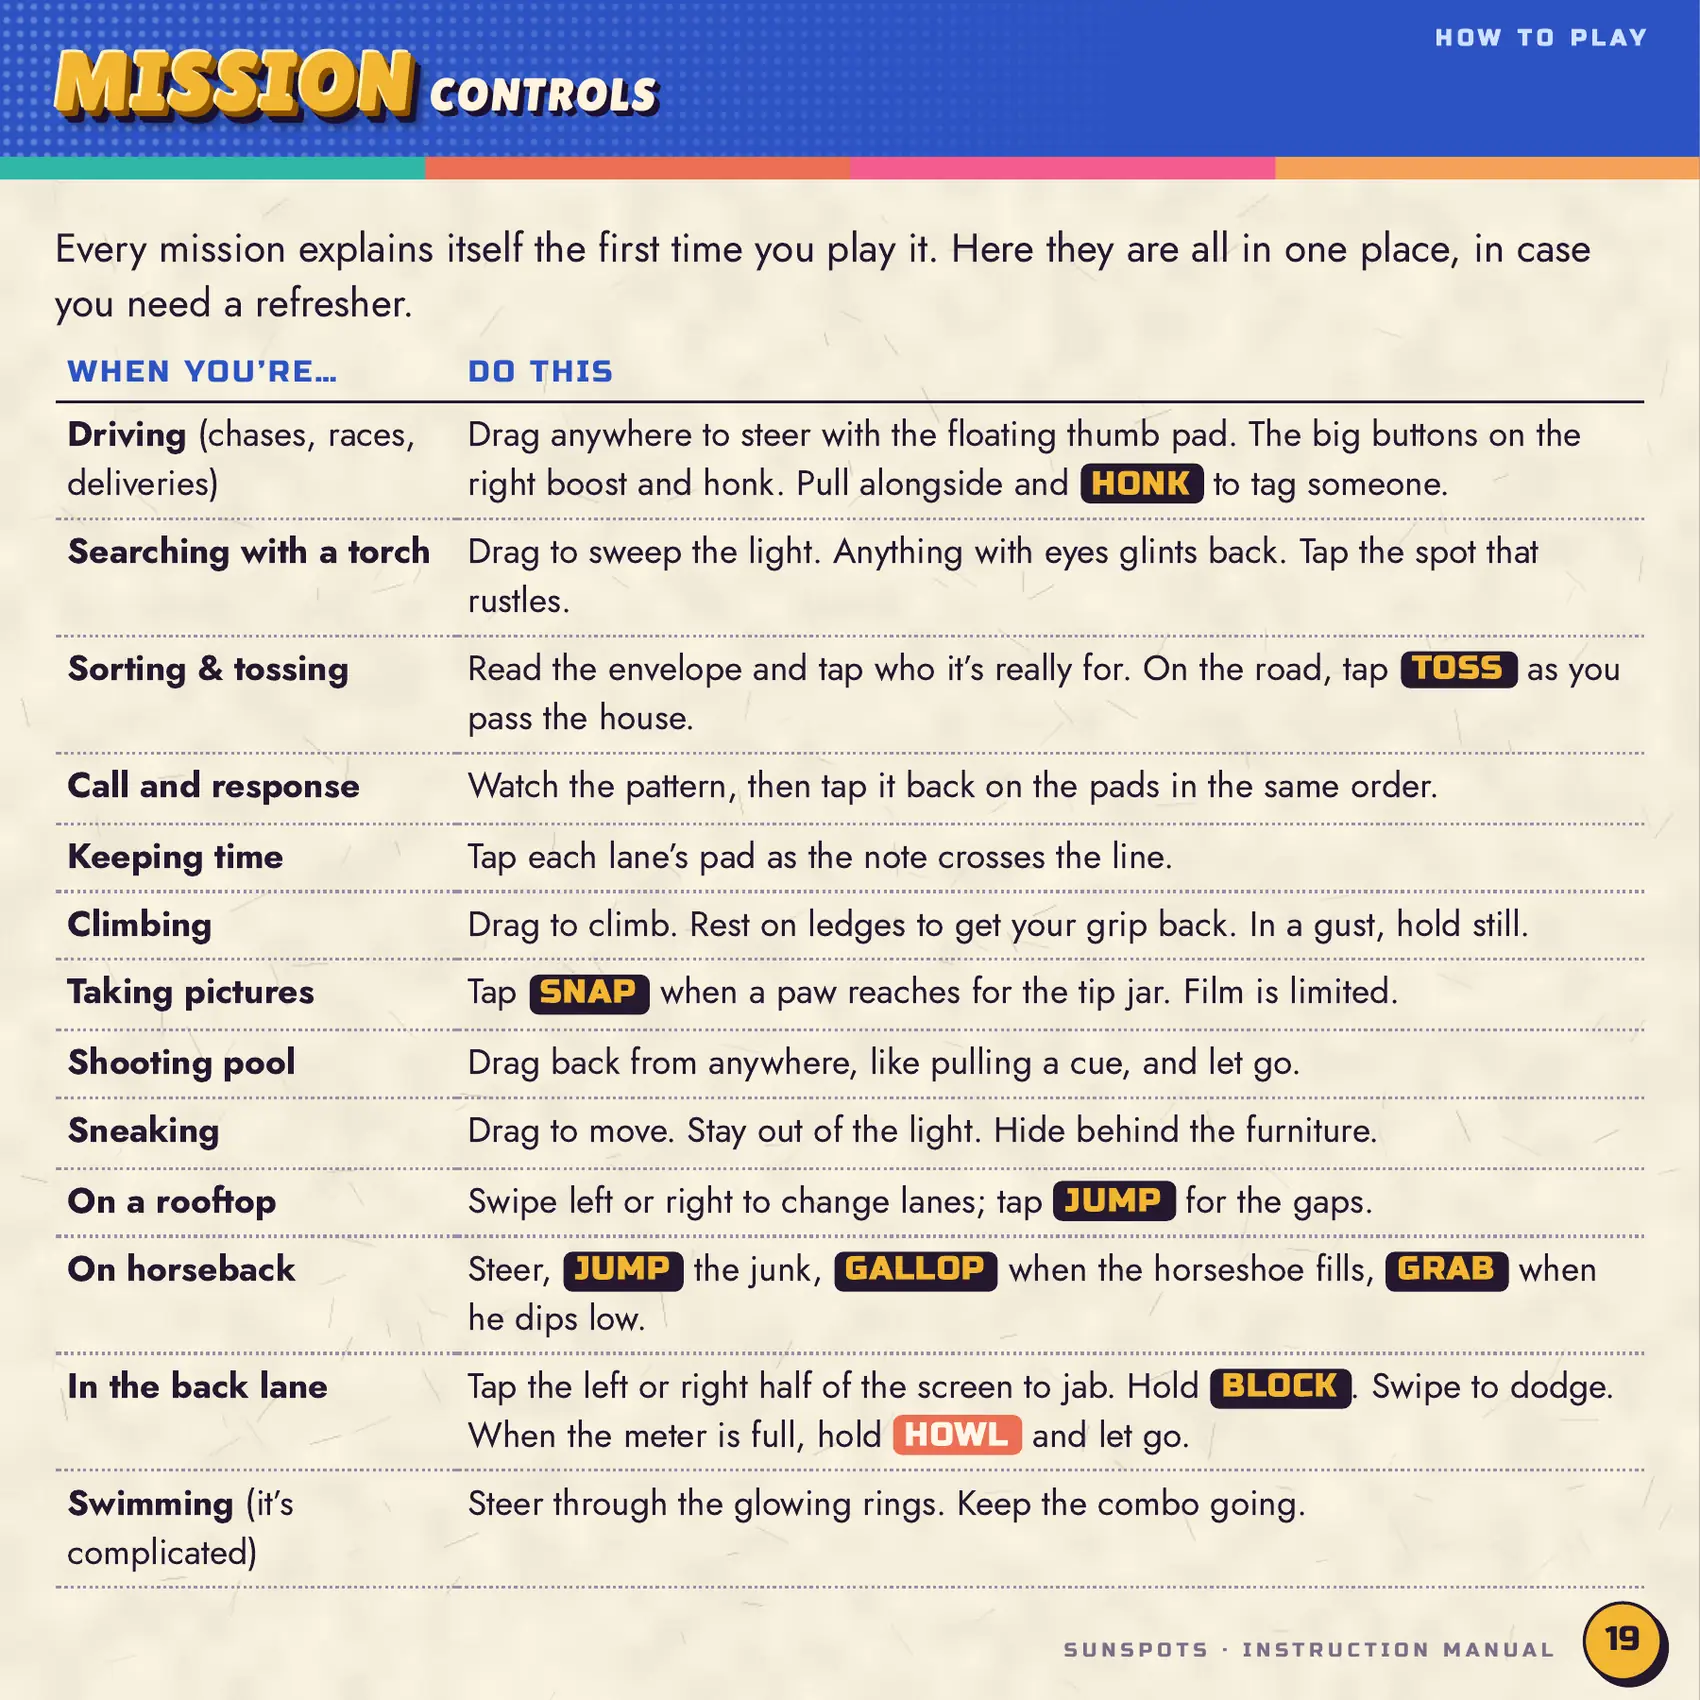 HOW TO PLAY
MISSION CONTROLS
Every mission explains itself the first time you play it. Here they are all in one place, in case
you need a refresher.
WHEN YOU’RE… DO THIS
Driving (chases, races, deliveries)
Drag anywhere to steer with the floating thumb pad. The big buttons on the
right boost and honk. Pull alongside and HONK to tag someone.
Searching with a torch
Drag to sweep the light. Anything with eyes glints back. Tap the spot that
rustles.
Sorting & tossing
Read the envelope and tap who it’s really for. On the road, tap TOSS as you
pass the house.
Call and response
Watch the pattern, then tap it back on the pads in the same order.
Keeping time
Tap each lane’s pad as the note crosses the line.
Climbing
Drag to climb. Rest on ledges to get your grip back. In a gust, hold still.
Taking pictures
Tap SNAP when a paw reaches for the tip jar. Film is limited.
Shooting pool
Drag back from anywhere, like pulling a cue, and let go.
Sneaking
Drag to move. Stay out of the light. Hide behind the furniture.
On a rooftop
Swipe left or right to change lanes; tap JUMP for the gaps.
On horseback
Steer, JUMP the junk, GALLOP when the horseshoe fills, GRAB when
he dips low.
In the back lane
Tap the left or right half of the screen to jab. Hold BLOCK. Swipe to dodge.
When the meter is full, hold HOWL and let go.
Swimming (it’s
complicated)
Steer through the glowing rings. Keep the combo going.
SUNSPOTS · INSTRUCTION MANUAL
19